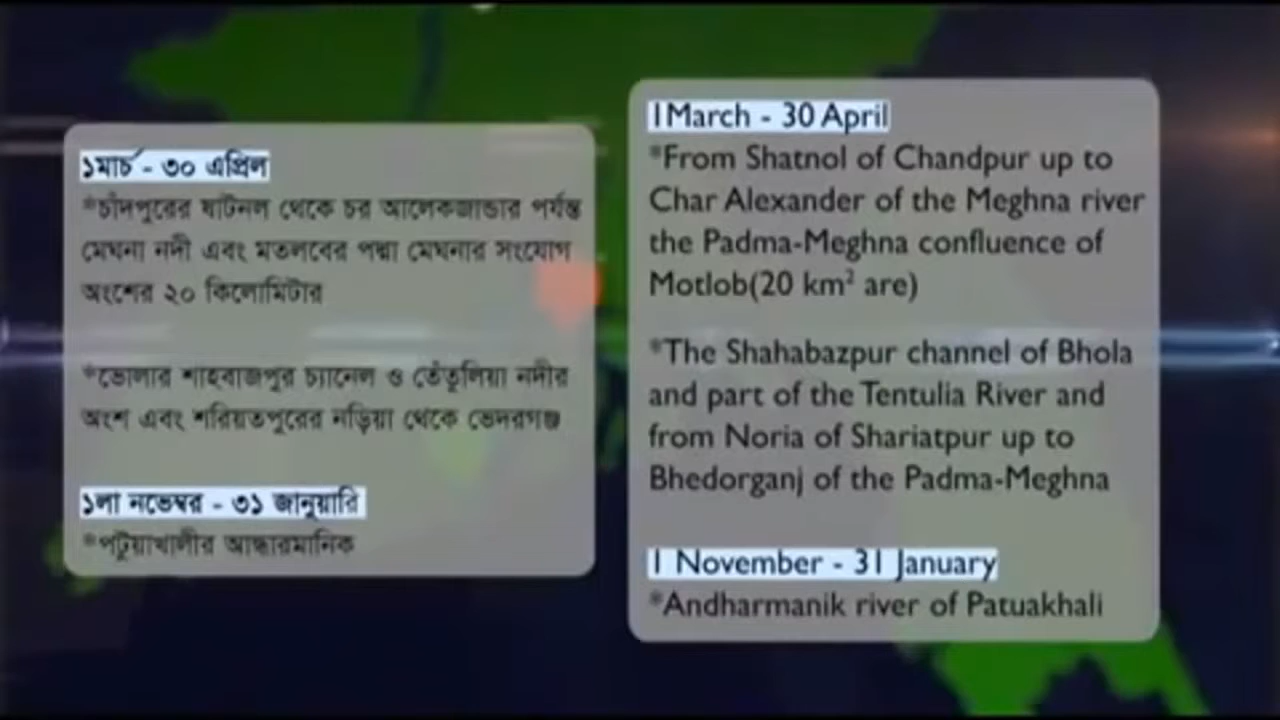 ১মার্চ - ৩০ এপ্রিল
*চাঁদপুরের ষাটনল থেকে চর আলেকজান্ডার পর্যন্ত
মেঘনা নদী এবং মতলবের পদ্মা মেঘনার সংযোগ
অংশের ২০ কিলোমিটার
*ভোলার শাহবাজপুর চ্যানেল ও তেঁতুলিয়া নদীর
অংশ এবং শরিয়তপুরের নড়িয়া থেকে ভেদরগঞ্জ
১লা নভেম্বর - ৩১ জানুয়ারি
*পটুয়াখালীর আন্ধারমানিক
1March - 30 April
*From Shatnol of Chandpur up to
Char Alexander of the Meghna river
the Padma-Meghna confluence of
Motlob(20 km² are)
*The Shahabazpur channel of Bhola
and part of the Tentulia River and
from Noria of Shariatpur up to
Bhedorganj of the Padma-Meghna
1 November - 31 January
*Andharmanik river of Patuakhali